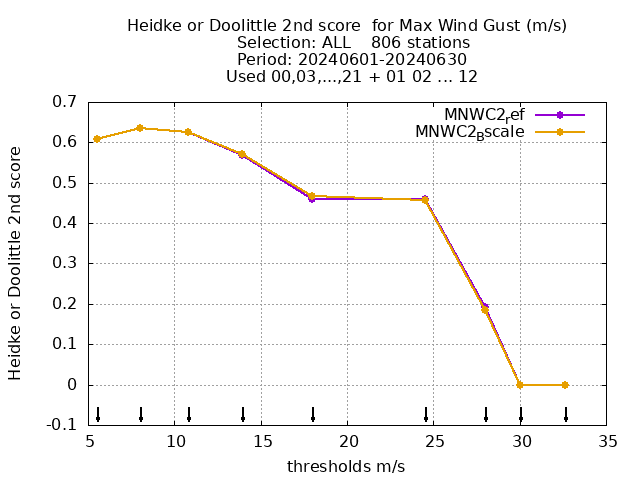 Heidke or Doolittle 2nd score  for Max Wind Gust (m/s)
Selection: ALL    806 stations
Period: 20240601-20240630
Used 00,03,...,21 + 01 02 ... 12
MNWC2ref
MNWC2Bscale
Heidke or Doolittle 2nd score
0.7
0.6
0.5
0.4
0.3
0.2
0.1
0
-0.1
5 10 15 20 25 30 35
thresholds m/s